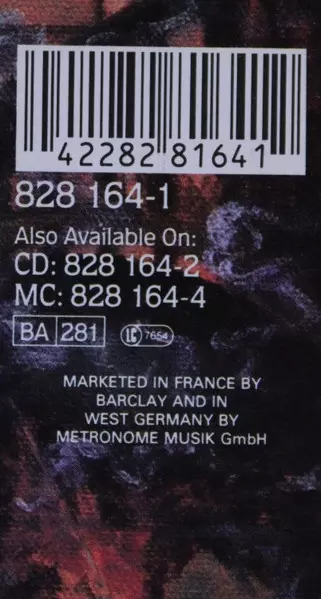 42282 81641
828 164-1
Also Available On:
CD: 828 164-2
MC: 828 164-4
BA 281 LC 7654
MARKETED IN FRANCE BY
BARCLAY AND IN
WEST GERMANY BY
METRONOME MUSIK GmbH